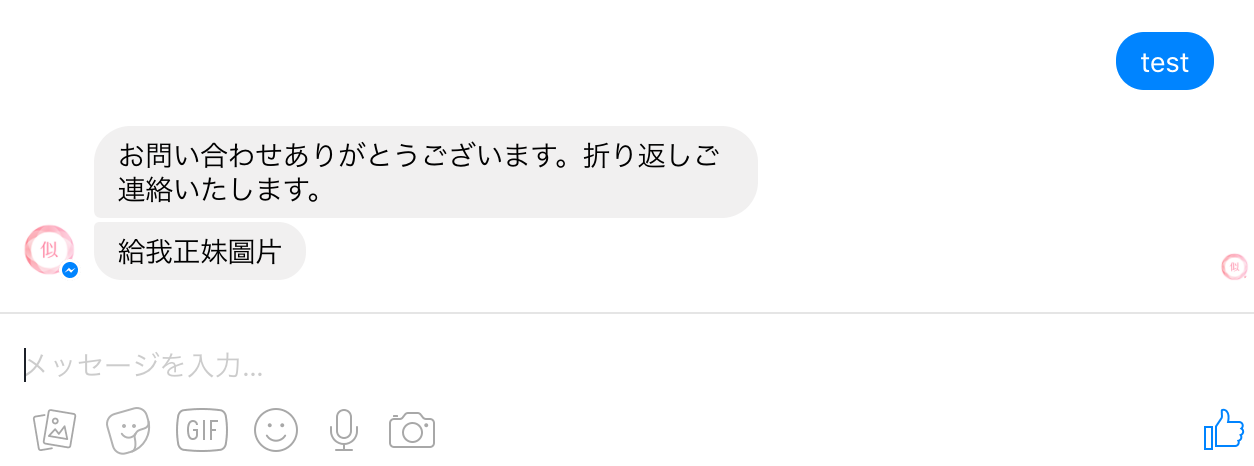 test
お問い合わせありがとうございます。折り返しご
連絡いたします。
似
給我正妹圖片
似
メッセージを入力...
GIF